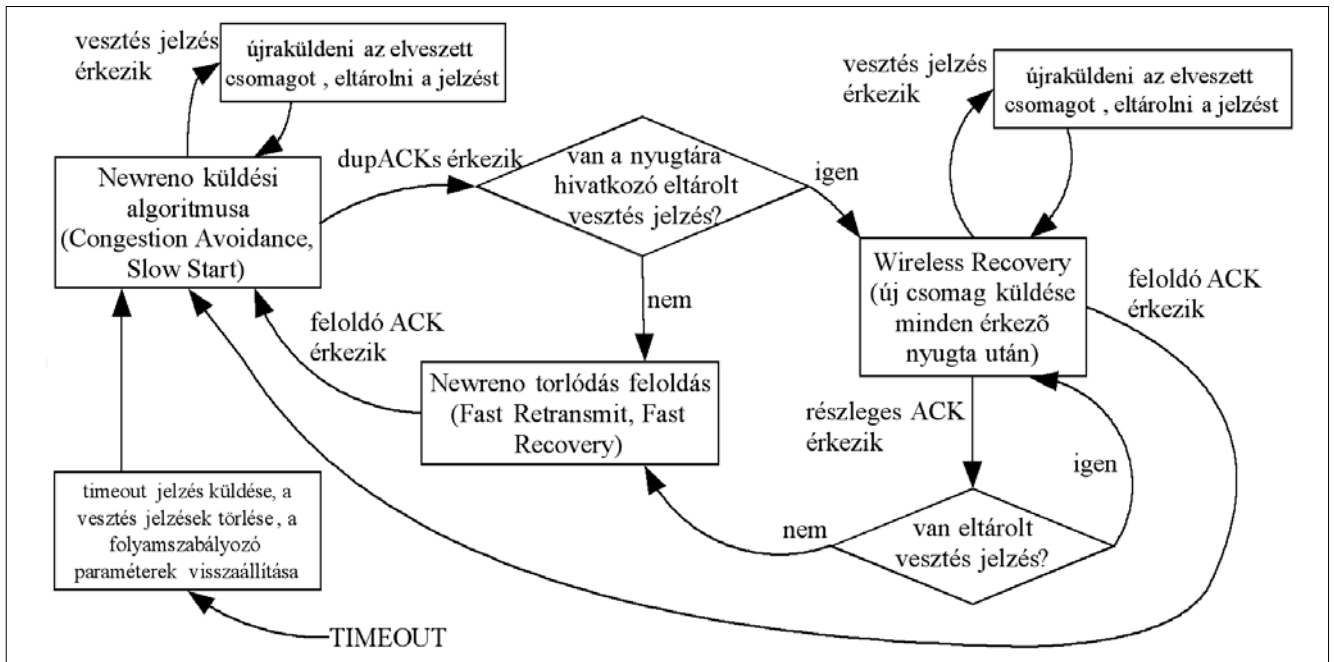 vesztés jelzés
érkezik
újraküldeni az elveszett
csomagot , eltárolni a jelzést
vesztés jelzés
érkezik
újraküldeni az elveszett
csomagot , eltárolni a jelzést
Newreno küldési
algoritmusa
(Congestion Avoidance,
Slow Start)
dupACKs érkezik
van a nyugtára
hivatkozó eltárolt
vesztés jelzés?
igen
nem
Wireless Recovery
(új csomag küldése
minden érkezõ
nyugta után)
feloldó ACK
érkezik
feloldó ACK
érkezik
Newreno torlódás feloldás
(Fast Retransmit, Fast
Recovery)
részleges ACK
érkezik
igen
nem
van eltárolt
vesztés jelzés?
timeout jelzés küldése, a
vesztés jelzések törlése , a
folyamszabályozó
paraméterek visszaállítása
TIMEOUT